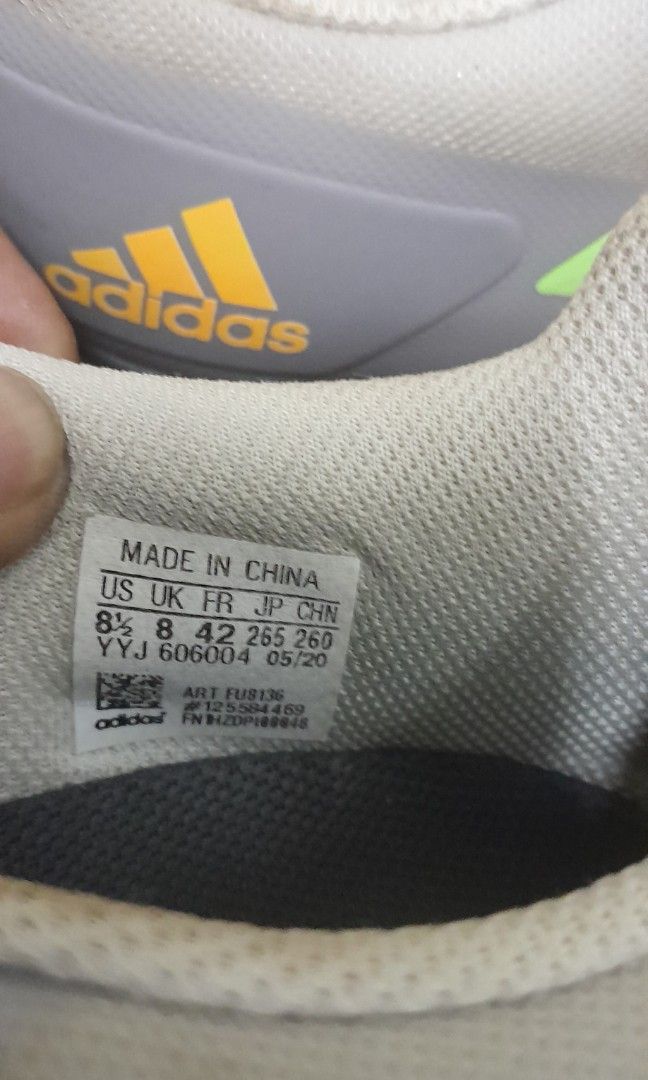 adidas
MADE IN CHINA
US UK FR JP CHN
8½ 8 42 265 260
YYJ 606004 05/20
ART FU8136
#125584469
adidas